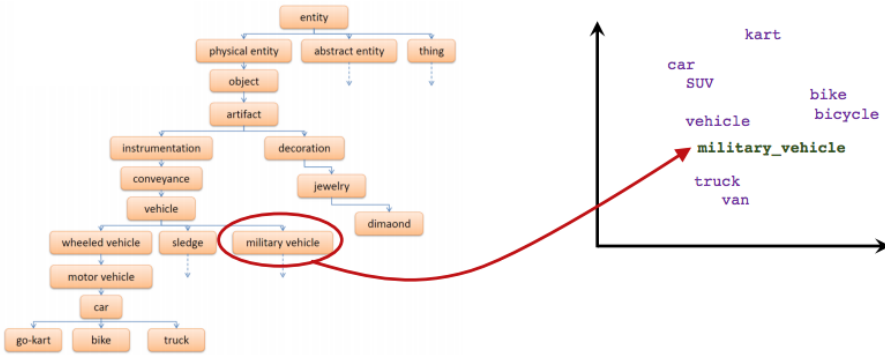 entity
physical entity abstract entity thing
object
artifact
instrumentation decoration
conveyance
jewelry
vehicle
dimaond
wheeled vehicle sledge military vehicle
motor vehicle
car
go-kart bike truck
kart
car
SUV
bike
bicycle
vehicle
military_vehicle
truck
van